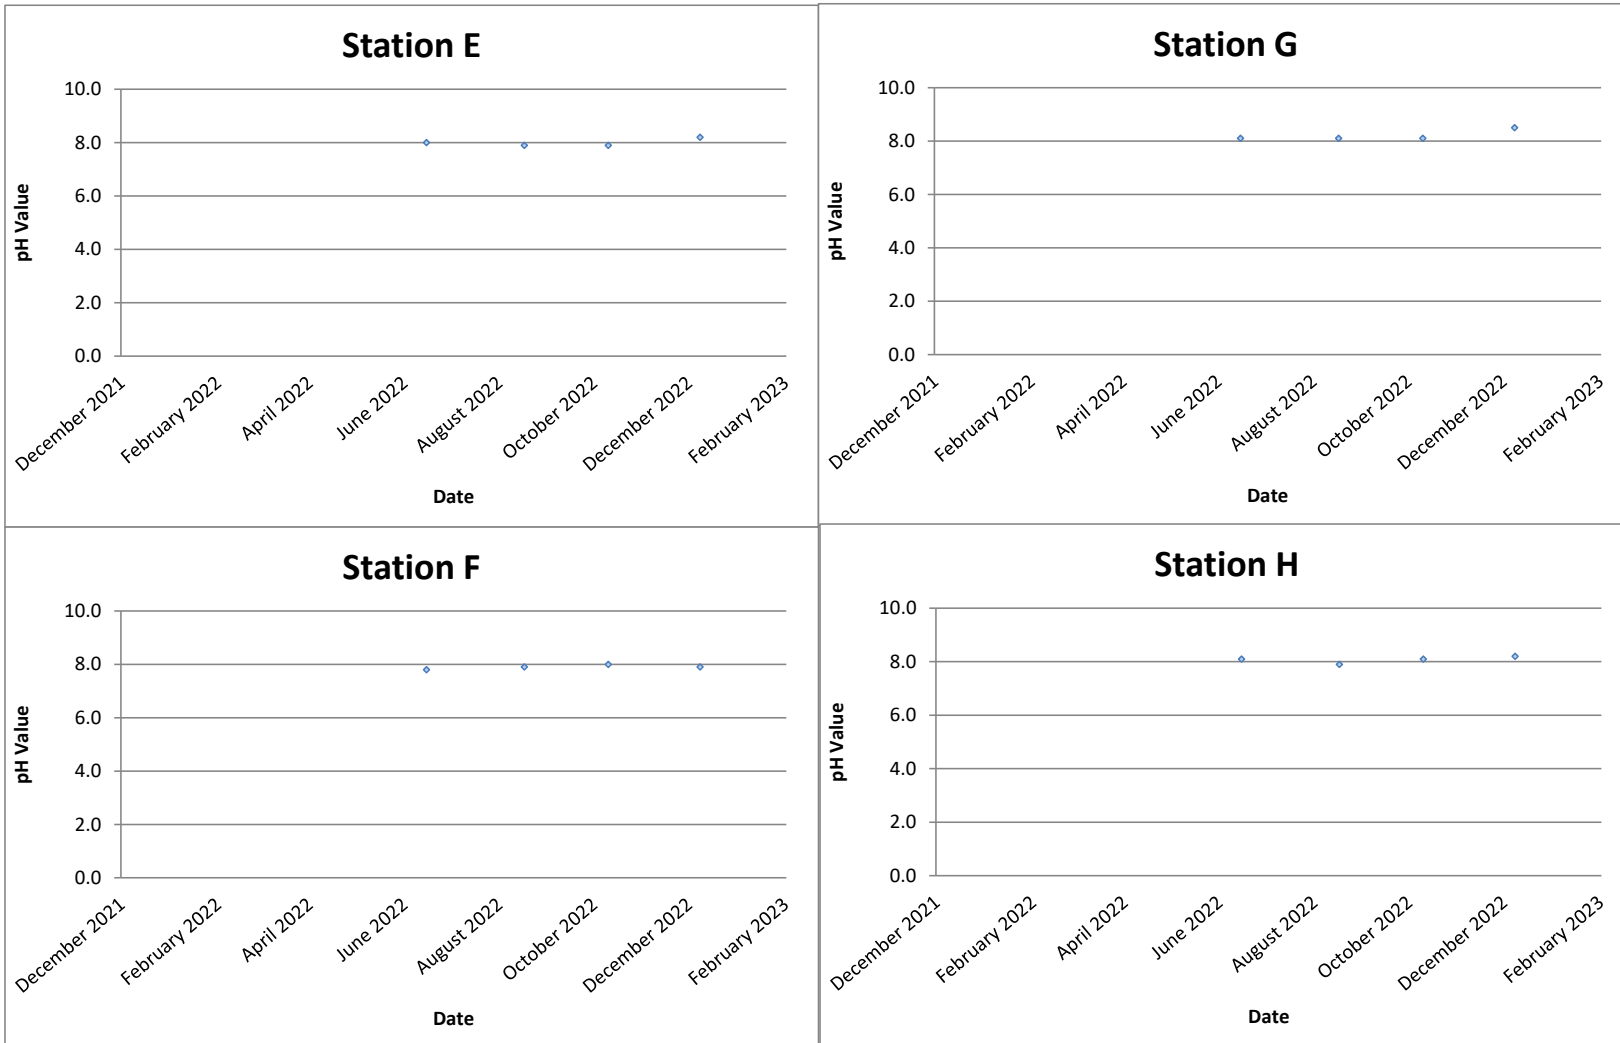 Station E
10.0
8.0
6.0
4.0
2.0
0.0
pH Value
December 2021
February 2022
April 2022
June 2022
August 2022
October 2022
December 2022
February 2023
Date
Station G
10.0
8.0
6.0
4.0
2.0
0.0
pH Value
December 2021
February 2022
April 2022
June 2022
August 2022
October 2022
December 2022
February 2023
Date
Station F
10.0
8.0
6.0
4.0
2.0
0.0
pH Value
December 2021
February 2022
April 2022
June 2022
August 2022
October 2022
December 2022
February 2023
Date
Station H
10.0
8.0
6.0
4.0
2.0
0.0
pH Value
December 2021
February 2022
April 2022
June 2022
August 2022
October 2022
December 2022
February 2023
Date